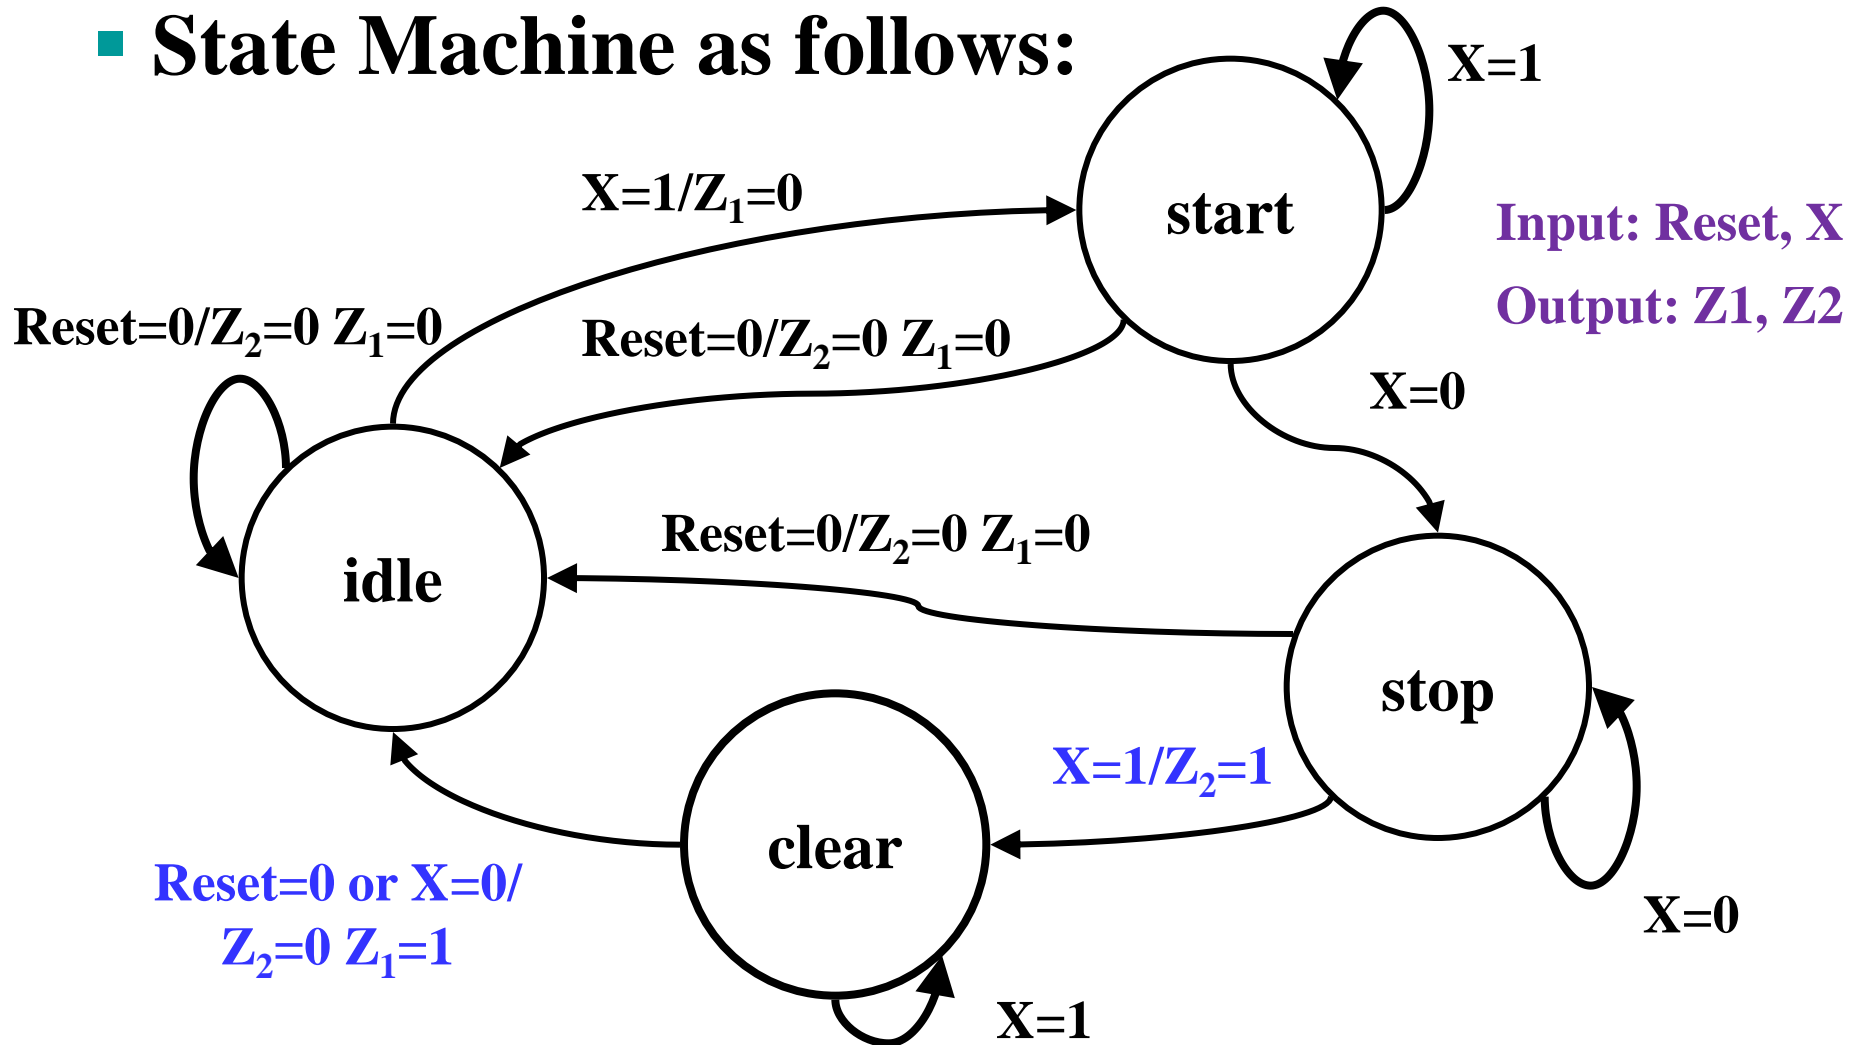 State Machine as follows:
X=1
X=1/Z₁=0
start
Input: Reset, X
Output: Z1, Z2
Reset=0/Z₂=0 Z₁=0
Reset=0/Z₂=0 Z₁=0
X=0
Reset=0/Z₂=0 Z₁=0
idle
stop
X=1/Z₂=1
clear
Reset=0 or X=0/
Z₂=0 Z₁=1
X=0
X=1